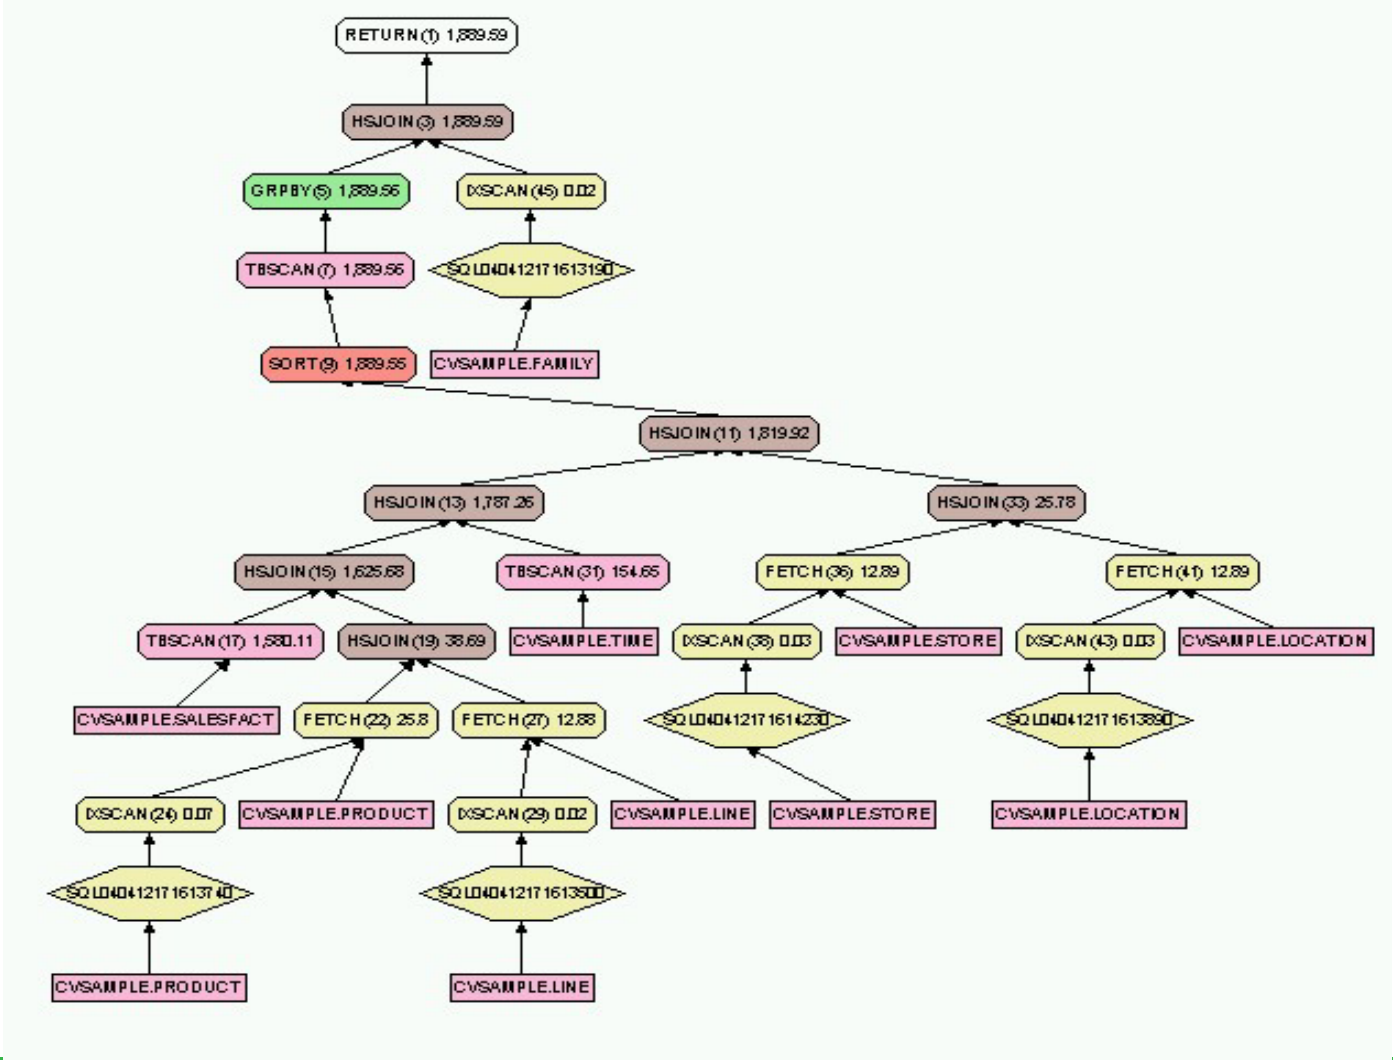 RETURN(1) 1,889.59
HSJOIN(3) 1,889.59
GRPBY(5) 1,889.56
IXSCAN(45) 0.02
TBSCAN(7) 1,889.56
SQL040412171613190
SORT(9) 1,889.55
CVSAMPLE.FAMILY
HSJOIN(11) 1,819.92
HSJOIN(13) 1,787.26
HSJOIN(33) 25.78
HSJOIN(15) 1,625.68
TBSCAN(31) 154.65
FETCH(36) 12.89
FETCH(41) 12.89
TBSCAN(17) 1,580.11
HSJOIN(19) 38.69
CVSAMPLE.TIME
IXSCAN(38) 0.03
CVSAMPLE.STORE
IXSCAN(43) 0.03
CVSAMPLE.LOCATION
CVSAMPLE.SALESFACT
FETCH(22) 25.8
FETCH(27) 12.88
SQL040412171614230
SQL040412171613890
IXSCAN(24) 0.07
CVSAMPLE.PRODUCT
IXSCAN(29) 0.02
CVSAMPLE.LINE
CVSAMPLE.STORE
CVSAMPLE.LOCATION
SQL040412171613740
SQL040412171613500
CVSAMPLE.PRODUCT
CVSAMPLE.LINE